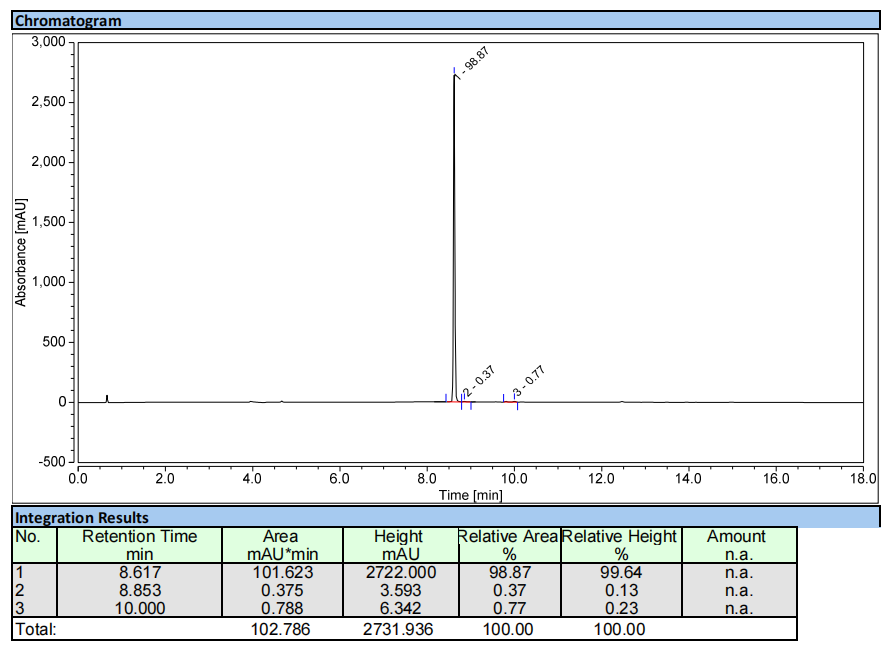 Chromatogram
3,000
2,500
2,000
1,500
1,000
500
0
-500
Absorbance [mAU]
1 - 98.87
2 - 0.37
3 - 0.77
0.0 2.0 4.0 6.0 8.0 10.0 12.0 14.0 16.0 18.0
Time [min]
Integration Results
No. Retention Time Area Height Relative Area Relative Height Amount
min mAU*min mAU % % n.a.
1 8.617 101.623 2722.000 98.87 99.64 n.a.
2 8.853 0.375 3.593 0.37 0.13 n.a.
3 10.000 0.788 6.342 0.77 0.23 n.a.
Total: 102.786 2731.936 100.00 100.00